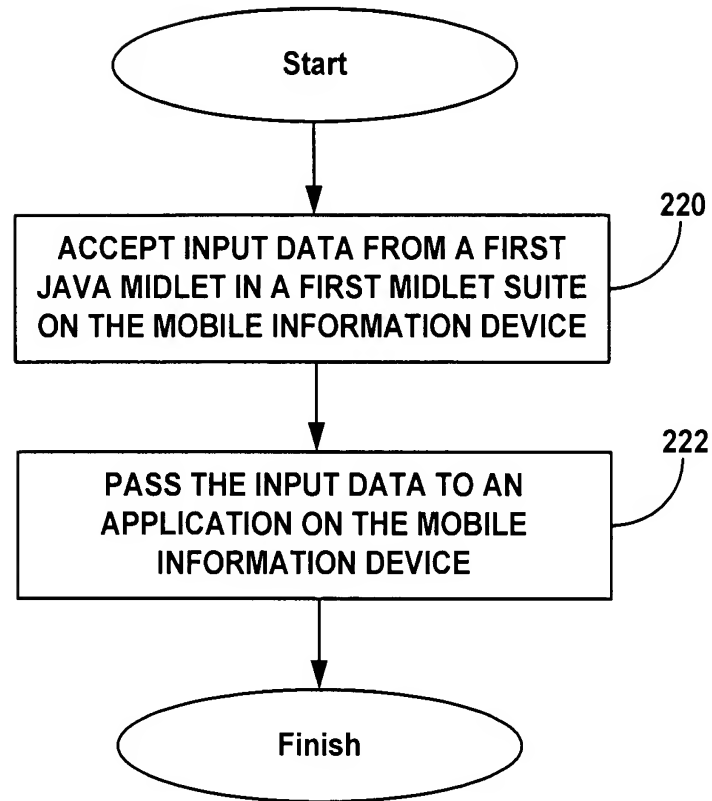 Start
220
ACCEPT INPUT DATA FROM A FIRST
JAVA MIDLET IN A FIRST MIDLET SUITE
ON THE MOBILE INFORMATION DEVICE
222
PASS THE INPUT DATA TO AN
APPLICATION ON THE MOBILE
INFORMATION DEVICE
Finish